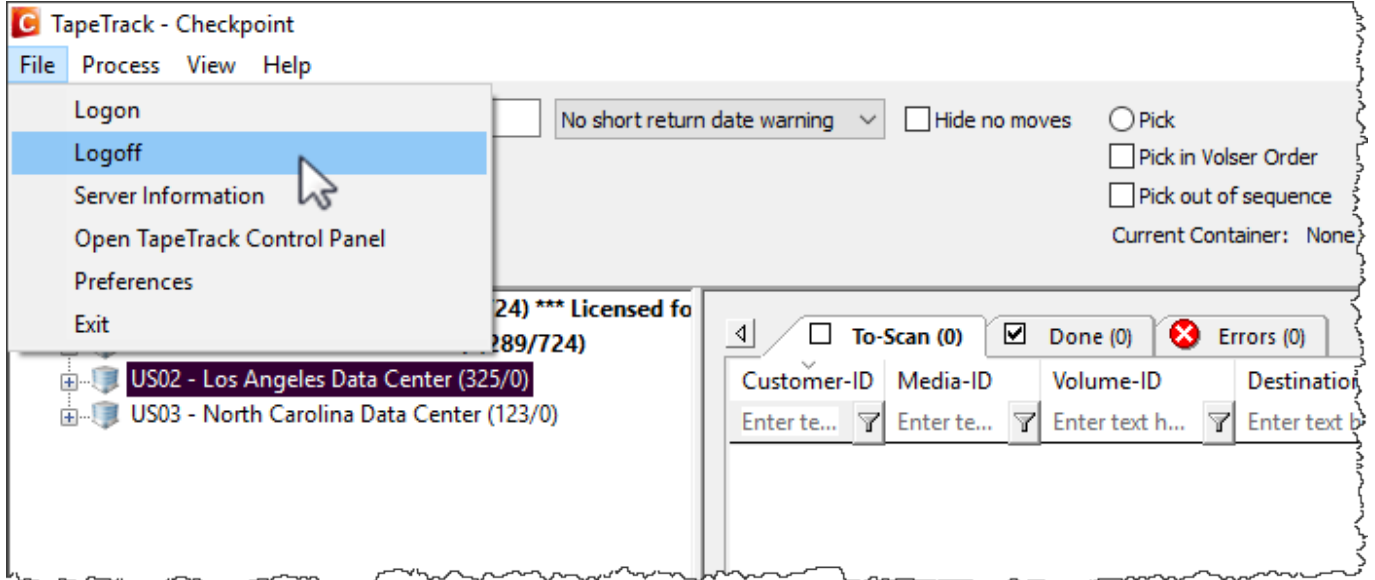 TapeTrack - Checkpoint
File Process View Help
Logon
Logoff
Server Information
Open TapeTrack Control Panel
Preferences
Exit
No short return date warning
Hide no moves
Pick
Pick in Volser Order
Pick out of sequence
Current Container: None
24) *** Licensed fo
289/724)
US02 - Los Angeles Data Center (325/0)
US03 - North Carolina Data Center (123/0)
To-Scan (0) Done (0) Errors (0)
Customer-ID Media-ID Volume-ID Destination
Enter te... Enter te... Enter text h... Enter text